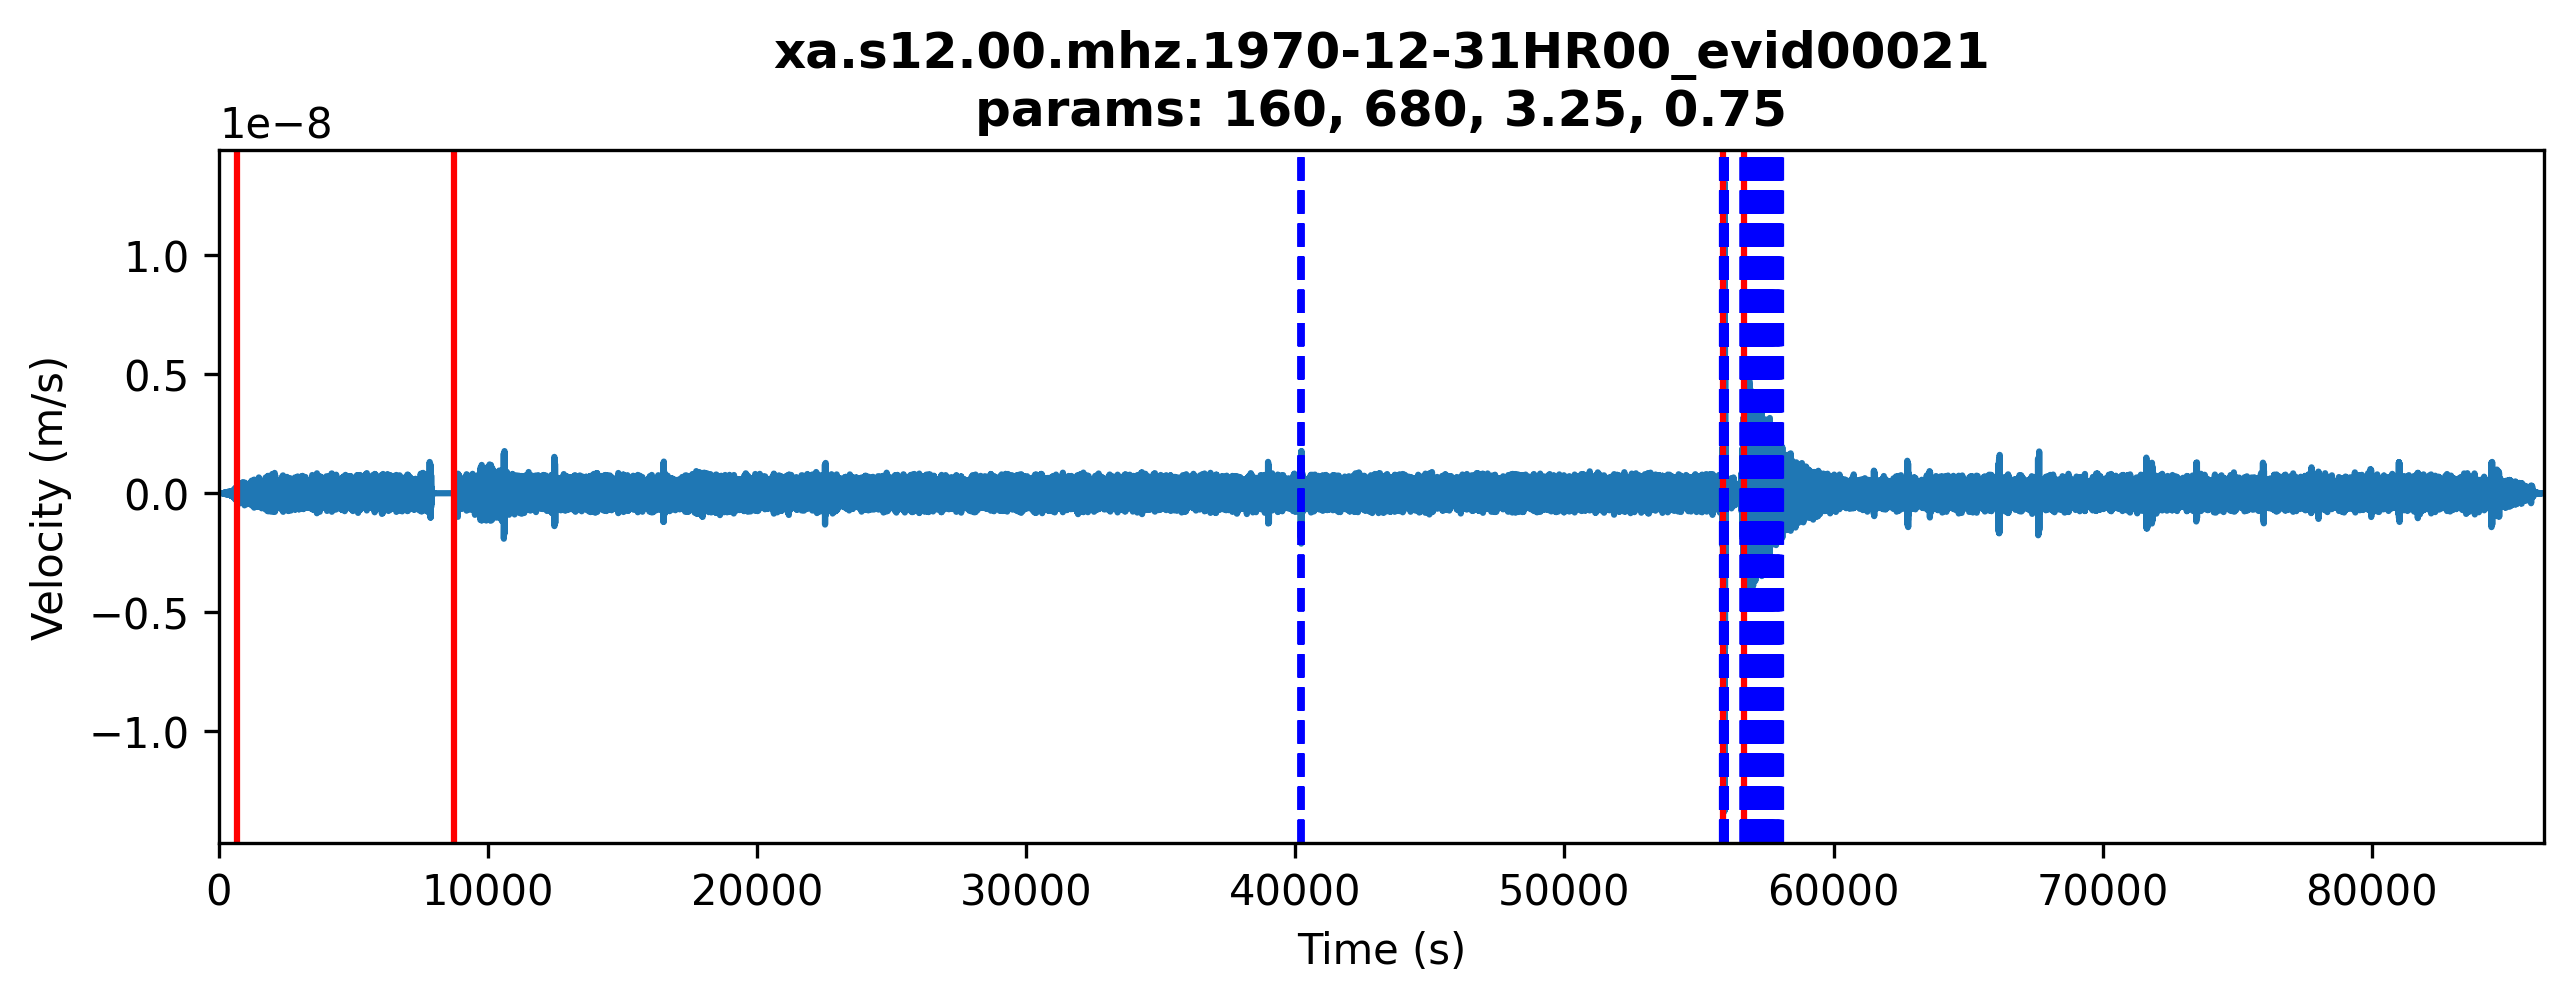 xa.s12.00.mhz.1970-12-31HR00_evid00021
params: 160, 680, 3.25, 0.75
1e−8
1.0
0.5
0.0
−0.5
−1.0
Velocity (m/s)
0 10000 20000 30000 40000 50000 60000 70000 80000
Time (s)